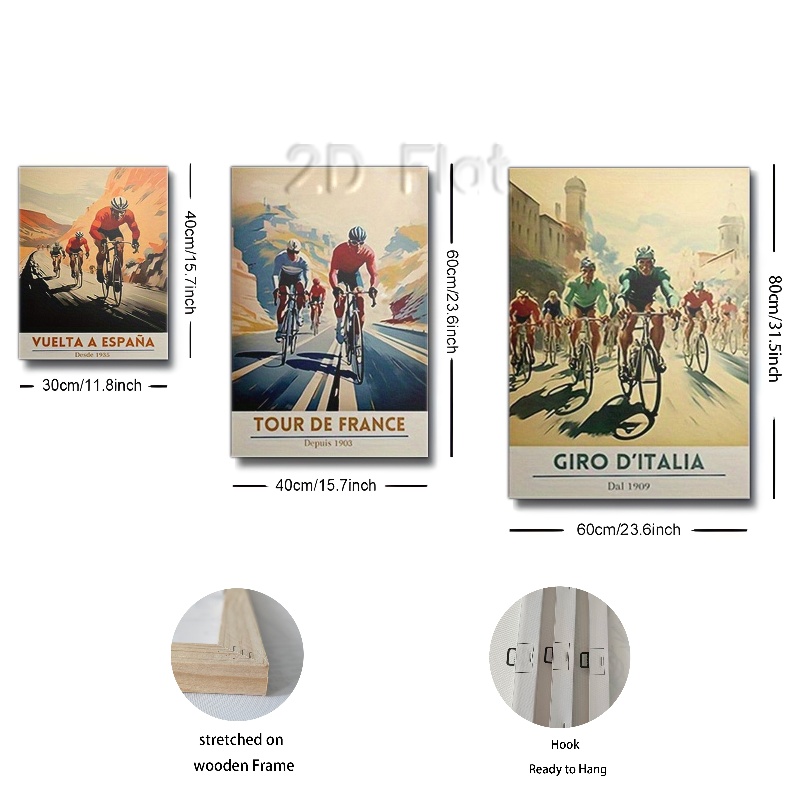 2D Flat
VUELTA A ESPAÑA
Desde 1935
40cm/15.7inch
30cm/11.8inch
TOUR DE FRANCE
Depuis 1903
60cm/23.6inch
40cm/15.7inch
GIRO D'ITALIA
Dal 1909
80cm/31.5inch
60cm/23.6inch
stretched on
wooden Frame
Hook
Ready to Hang